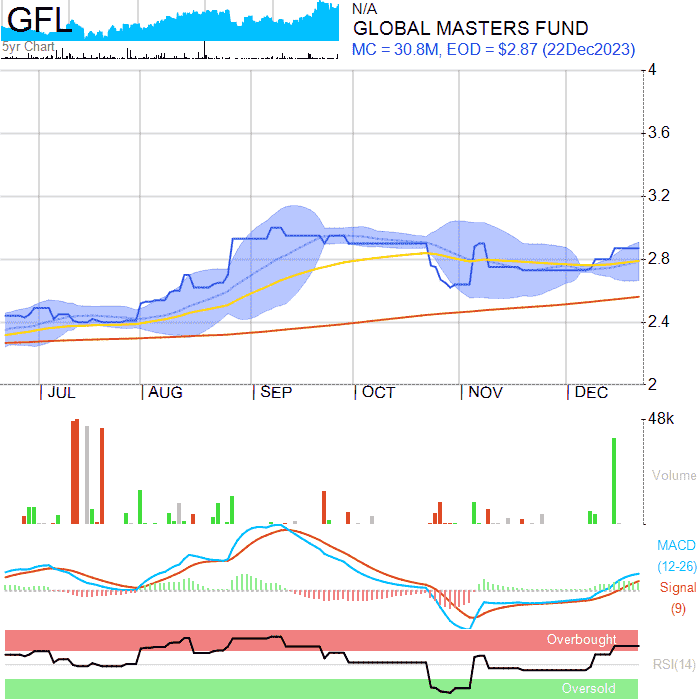 GFL
5yr Chart
N/A
GLOBAL MASTERS FUND
MC = 30.8M, EOD = $2.87 (22Dec2023)
4
3.6
3.2
2.8
2.4
2
JUL AUG SEP OCT NOV DEC
48k
Volume
MACD
(12-26)
Signal
(9)
Overbought
RSI(14)
Oversold